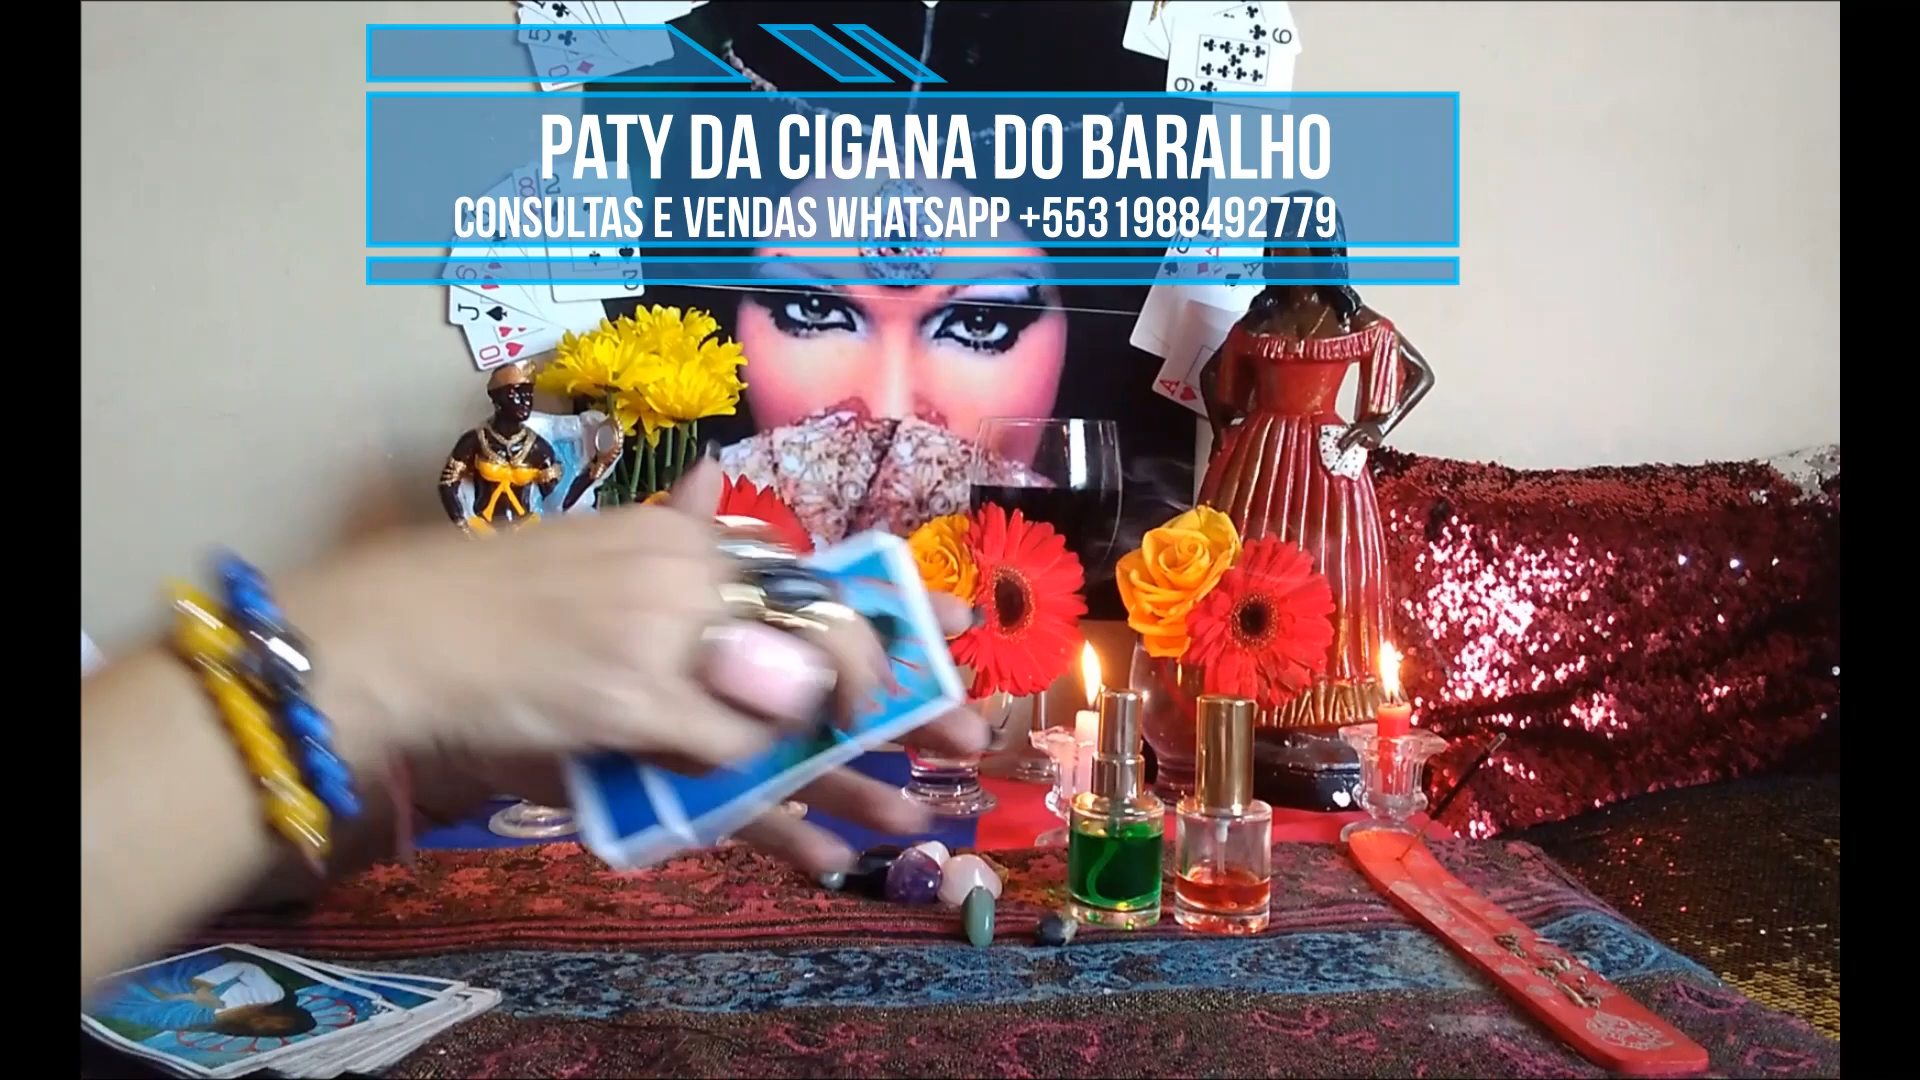 PATY DA CIGANA DO BARALHO
CONSULTAS E VENDAS WHATSAPP +5531988492779